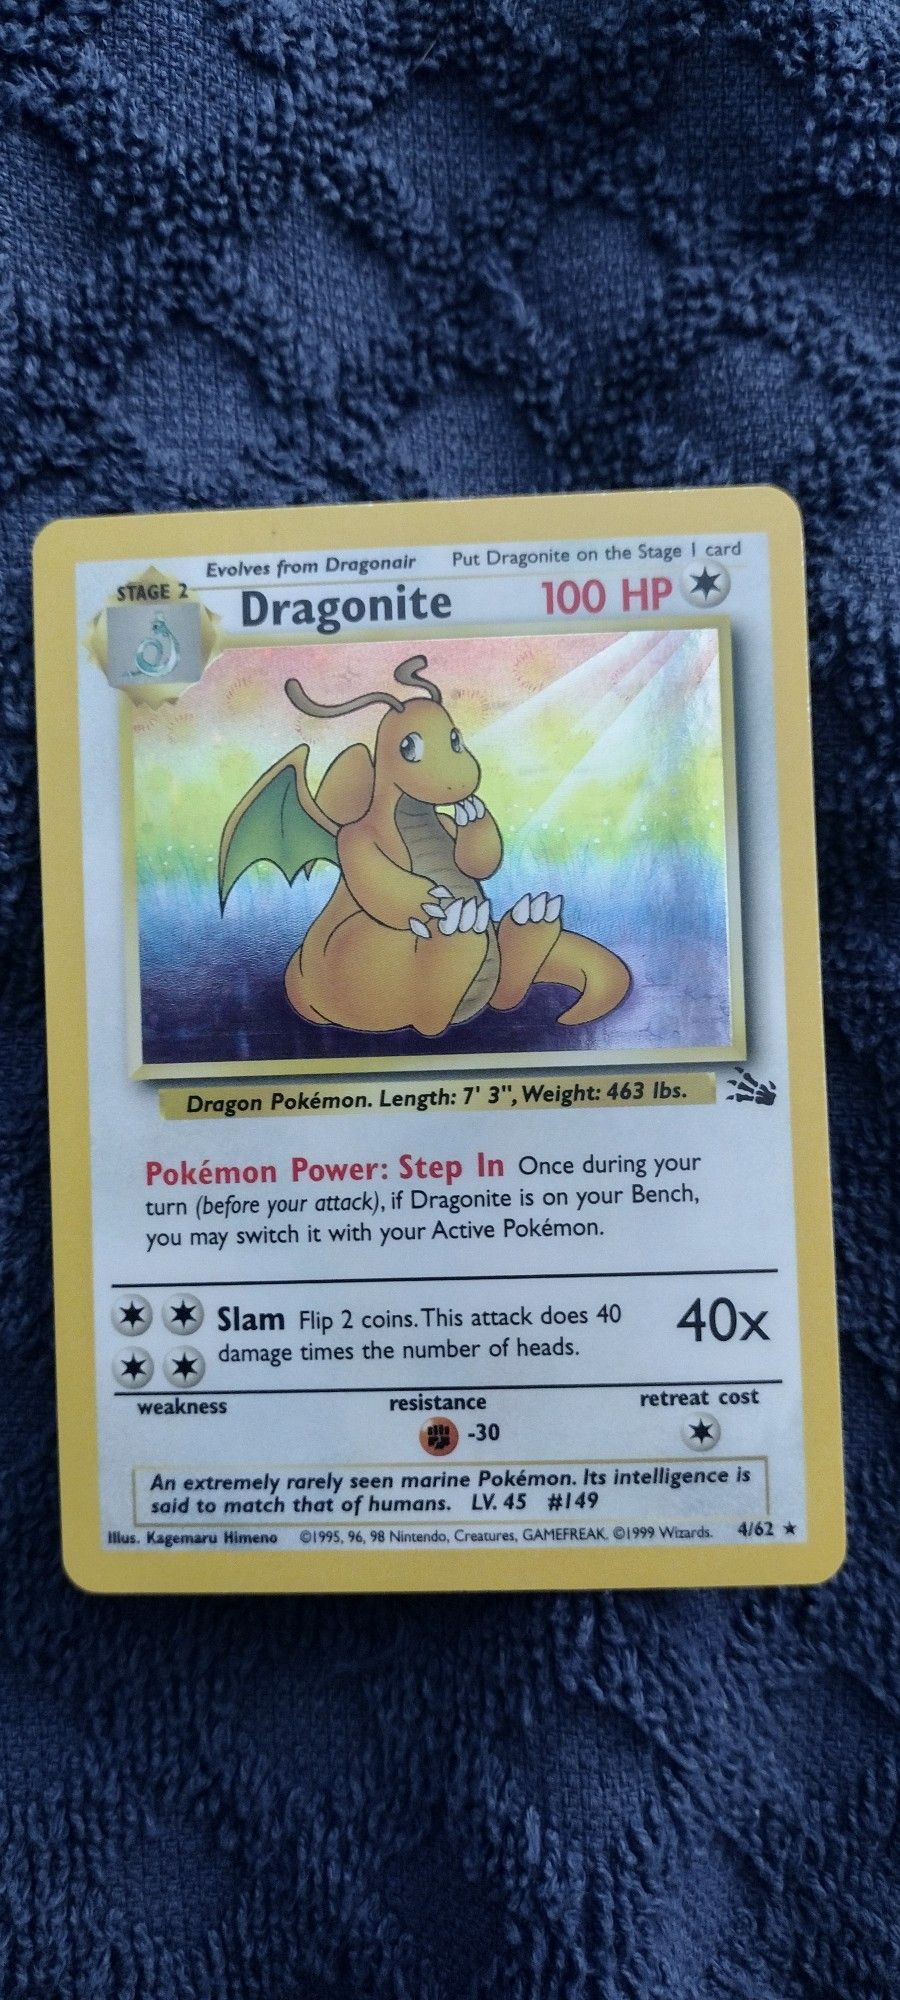 Evolves from Dragonair Put Dragonite on the Stage 1 card
STAGE 2
Dragonite 100 HP
Dragon Pokémon. Length: 7' 3", Weight: 463 lbs.
Pokémon Power: Step In Once during your
turn (before your attack), if Dragonite is on your Bench,
you may switch it with your Active Pokémon.
Slam Flip 2 coins. This attack does 40
damage times the number of heads.
40x
weakness resistance retreat cost
-30
An extremely rarely seen marine Pokémon. Its intelligence is
said to match that of humans. LV. 45 #149
Illus. Kagemaru Himeno ©1995, 96, 98 Nintendo, Creatures, GAMEFREAK. ©1999 Wizards. 4/62 ★